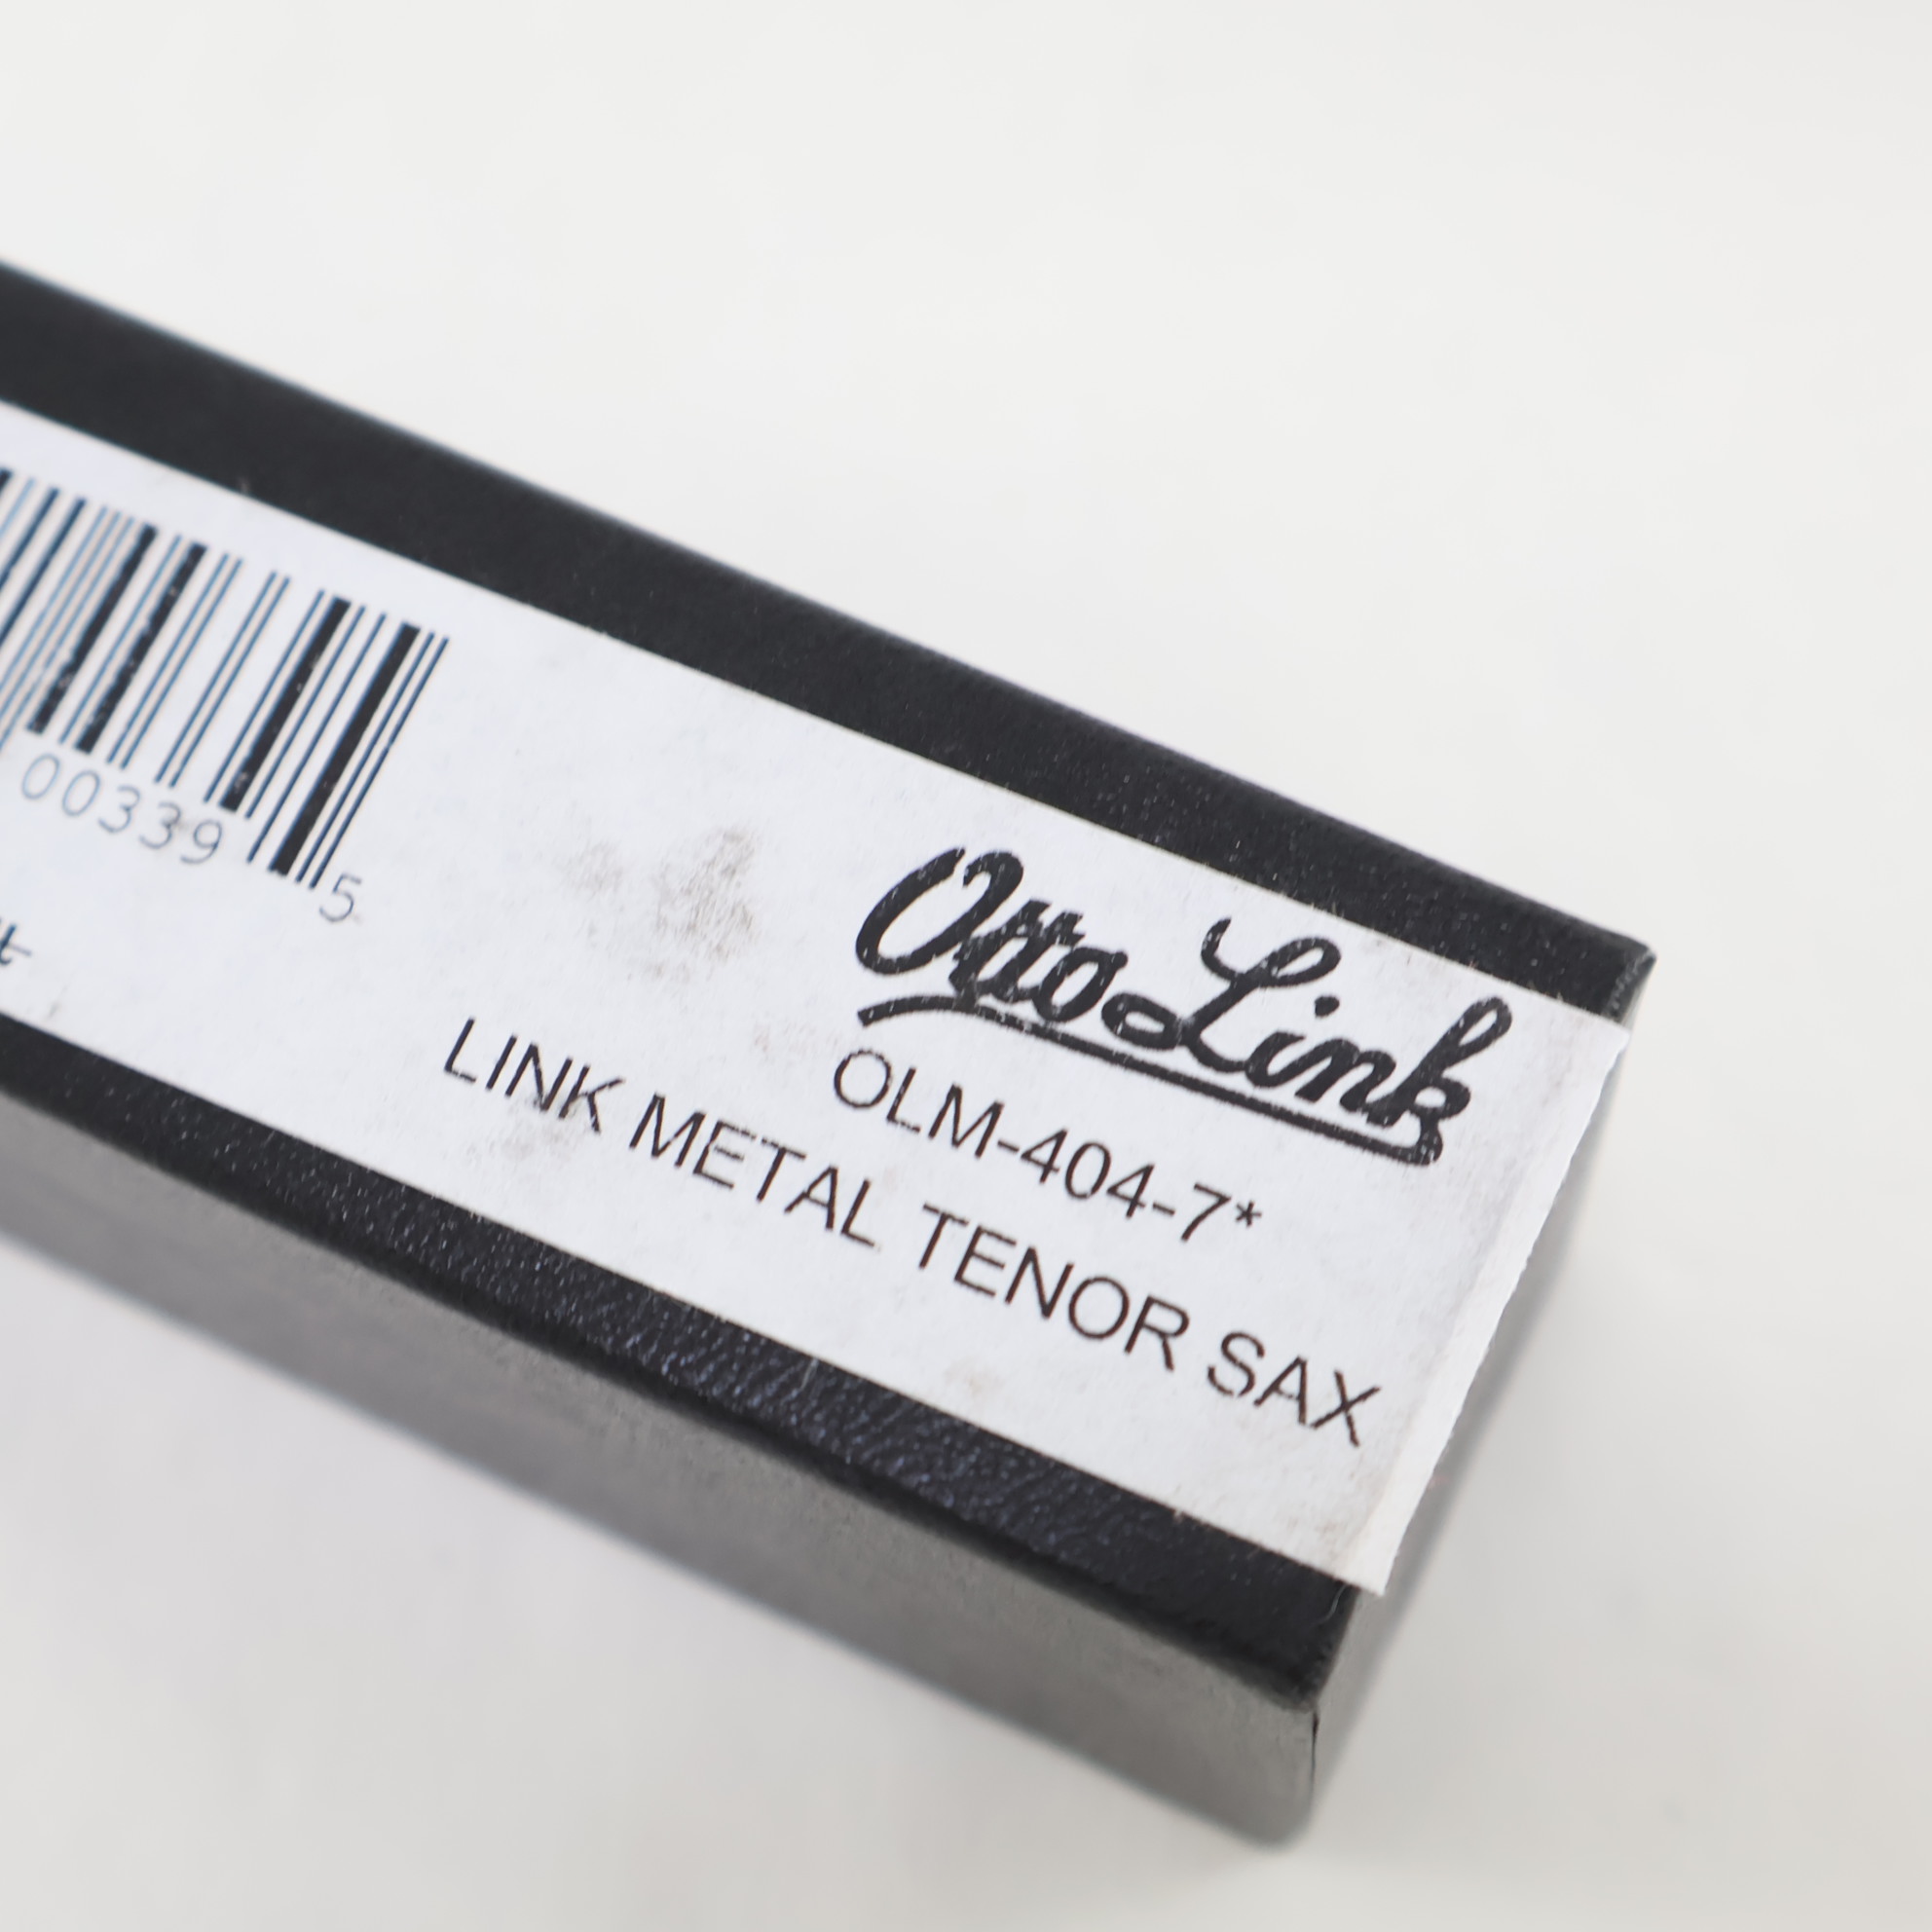 00339 5
Otto Link
OLM-404-7*
LINK METAL TENOR SAX